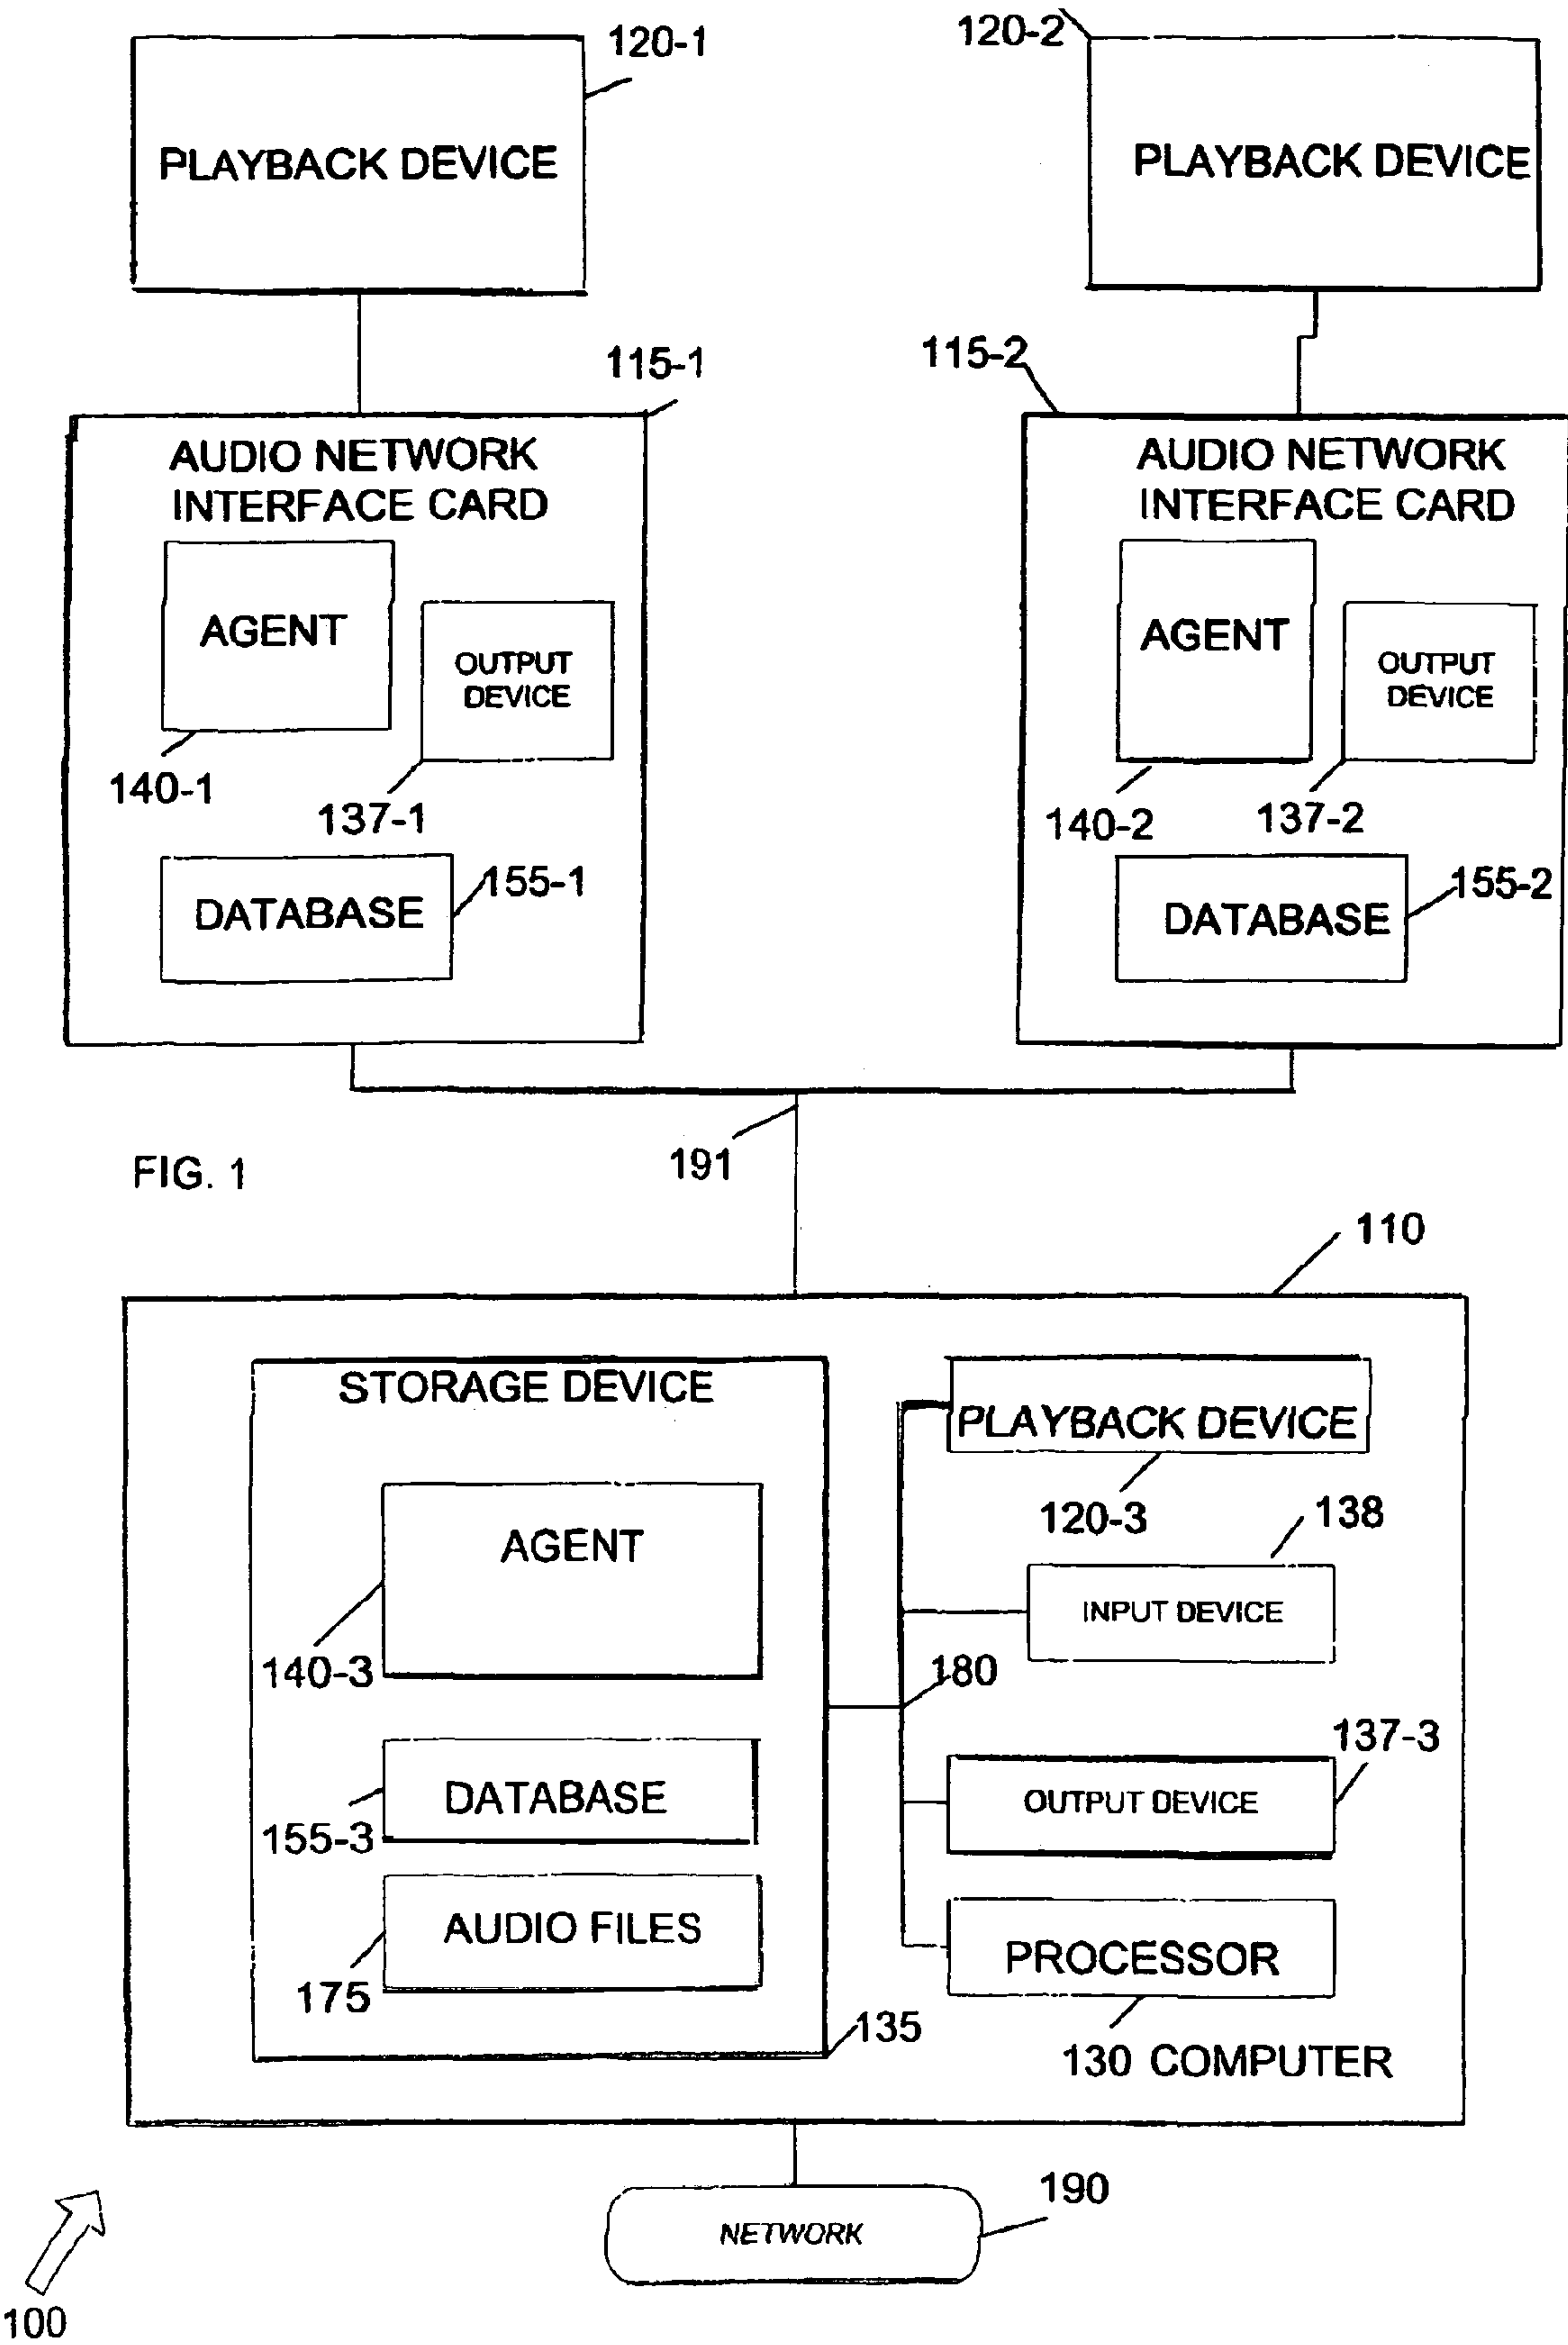 120-1
120-2
PLAYBACK DEVICE
PLAYBACK DEVICE
115-1
115-2
AUDIO NETWORK
INTERFACE CARD
AGENT
OUTPUT
DEVICE
140-1
137-1
DATABASE
155-1
AUDIO NETWORK
INTERFACE CARD
AGENT
OUTPUT
DEVICE
140-2
137-2
DATABASE
155-2
191
FIG. 1
110
STORAGE DEVICE
AGENT
140-3
DATABASE
155-3
AUDIO FILES
175
135
PLAYBACK DEVICE
120-3
138
INPUT DEVICE
180
137-3
OUTPUT DEVICE
PROCESSOR
130 COMPUTER
190
NETWORK
100